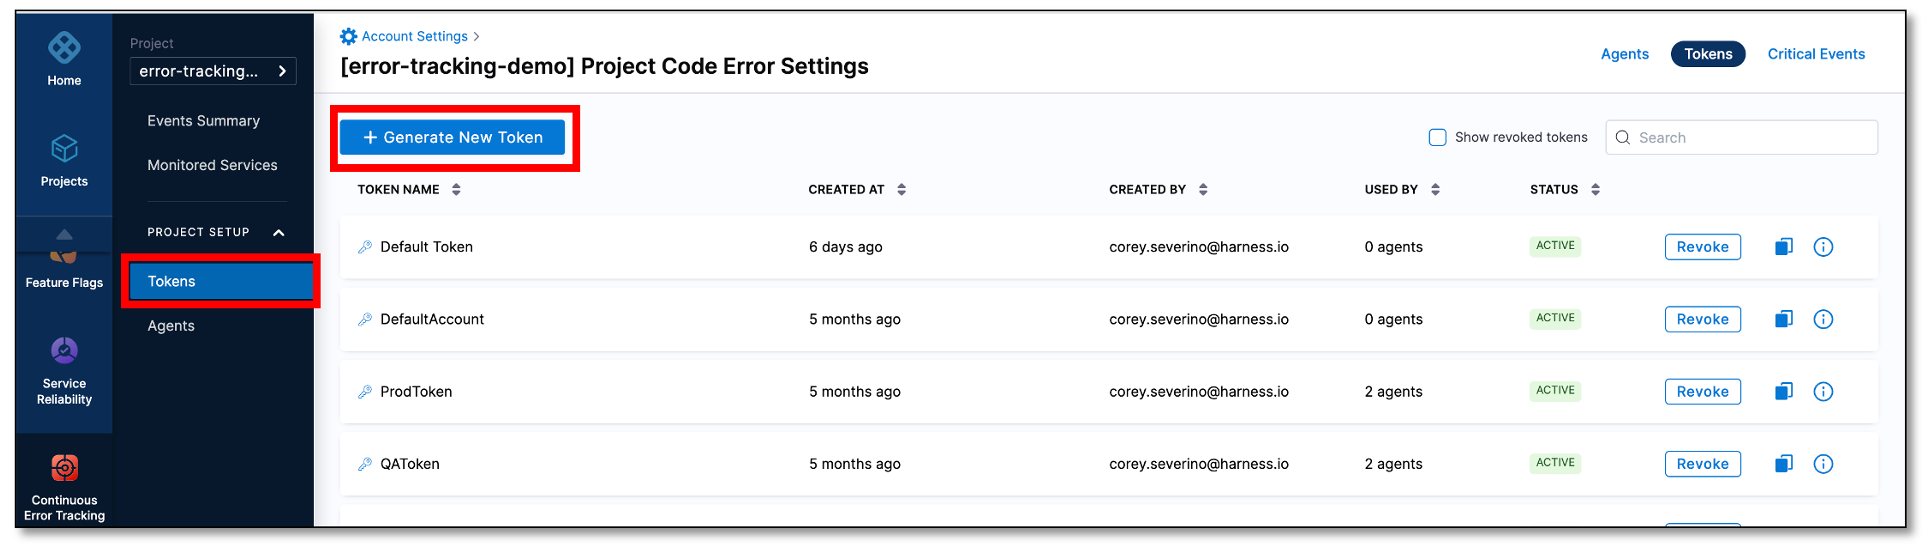 Home
Projects
Feature Flags
Service
Reliability
Continuous
Error Tracking
Project
error-tracking...
Events Summary
Monitored Services
PROJECT SETUP
Tokens
Agents
Account Settings
[error-tracking-demo] Project Code Error Settings
Agents Tokens Critical Events
+ Generate New Token
Show revoked tokens
Search
TOKEN NAME CREATED AT CREATED BY USED BY STATUS
Default Token 6 days ago corey.severino@harness.io 0 agents ACTIVE Revoke
DefaultAccount 5 months ago corey.severino@harness.io 0 agents ACTIVE Revoke
ProdToken 5 months ago corey.severino@harness.io 2 agents ACTIVE Revoke
QAToken 5 months ago corey.severino@harness.io 2 agents ACTIVE Revoke